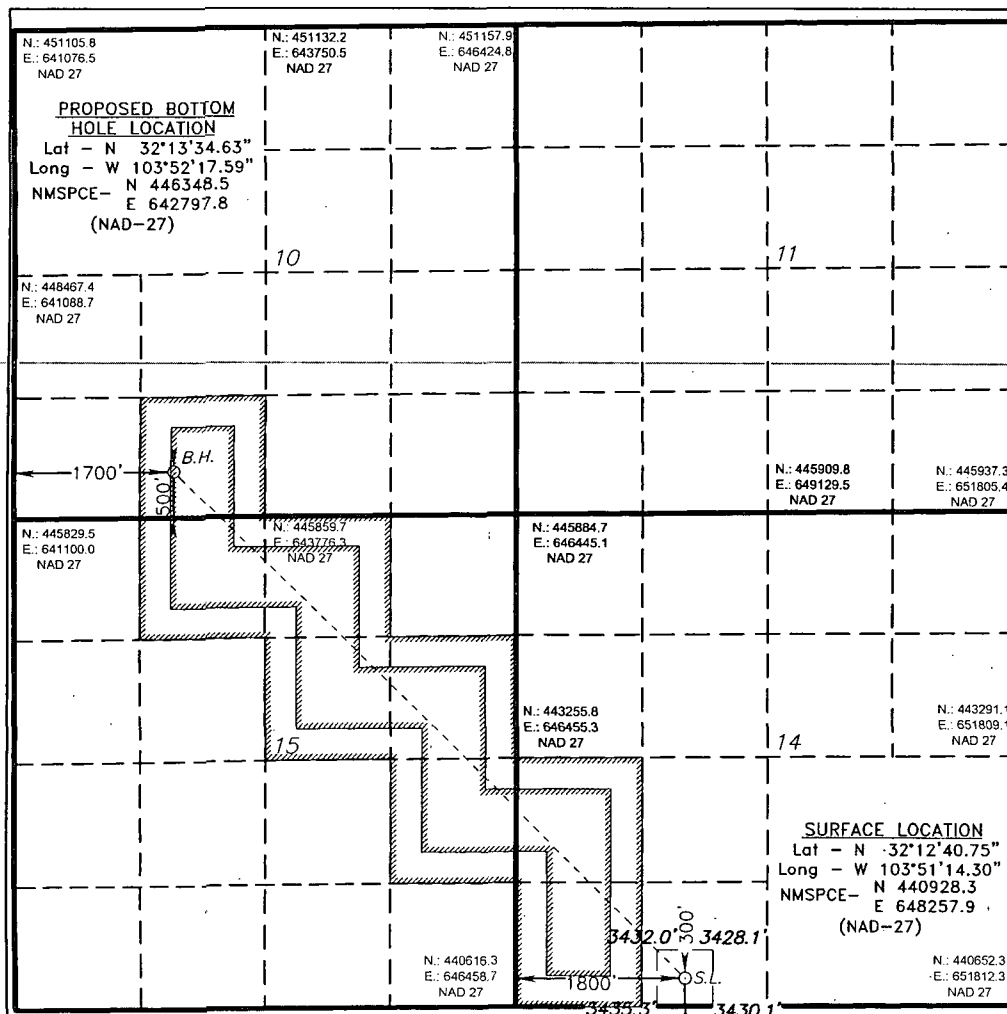 N.: 451105.8
E.: 641076.5
NAD 27
N.: 451132.2
E.: 643750.5
NAD 27
N.: 451157.9
E.: 646424.8
NAD 27
PROPOSED BOTTOM
HOLE LOCATION
Lat - N 32°13'34.63"
Long - W 103°52'17.59"
NMSPCE- N 446348.5
E 642797.8
(NAD-27)
10
11
N.: 448467.4
E.: 641088.7
NAD 27
B.H.
1700'
500'
N.: 445909.8
E.: 649129.5
NAD 27
N.: 445937.3
E.: 651805.4
NAD 27
N.: 445829.5
E.: 641100.0
NAD 27
N.: 445859.7
E.: 643776.3
NAD 27
N.: 445884.7
E.: 646445.1
NAD 27
N.: 443255.8
E.: 646455.3
NAD 27
N.: 443291.1
E.: 651809.1
NAD 27
15
14
SURFACE LOCATION
Lat - N 32°12'40.75"
Long - W 103°51'14.30"
NMSPCE- N 440928.3
E 648257.9
(NAD-27)
3432.0'
300'
3428.1'
N.: 440616.3
E.: 646458.7
NAD 27
1800'
S.L.
N.: 440652.3
E.: 651812.3
NAD 27
3435.3'
3430.1'